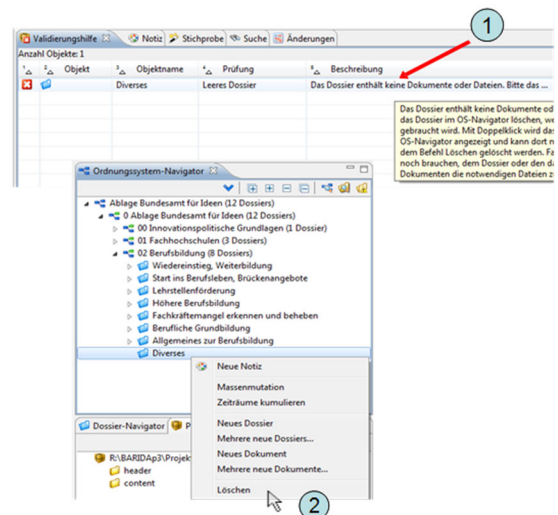 1
Validierungshilfe Notiz Stichprobe Suche Änderungen
Anzahl Objekte: 1
1 2 Objekt 3 Objektname 4 Prüfung 5 Beschreibung
Diverses Leeres Dossier Das Dossier enthält keine Dokumente oder Dateien. Bitte das ...
Das Dossier enthält keine Dokumente od
das Dossier im OS-Navigator löschen, we
gebraucht wird. Mit Doppelklick wird das
OS-Navigator angezeigt und kann dort n
dem Befehl Löschen gelöscht werden. Fa
noch brauchen, dem Dossier oder den da
Dokumenten die notwendigen Dateien z
Ordnungssystem-Navigator
Ablage Bundesamt für Ideen (12 Dossiers)
0 Ablage Bundesamt für Ideen (12 Dossiers)
00 Innovationspolitische Grundlagen (1 Dossier)
01 Fachhochschulen (3 Dossiers)
02 Berufsbildung (8 Dossiers)
Wiedereinstieg, Weiterbildung
Start ins Berufsleben, Brückenangebote
Lehrstellenförderung
Höhere Berufsbildung
Fachkräftemangel erkennen und beheben
Berufliche Grundbildung
Allgemeines zur Berufsbildung
Diverses
Neue Notiz
Massenmutation
Zeiträume kumulieren
Neues Dossier
Mehrere neue Dossiers...
Neues Dokument
Mehrere neue Dokumente...
Löschen
Dossier-Navigator P
R:\BARIDAp3\Projek
header
content
2